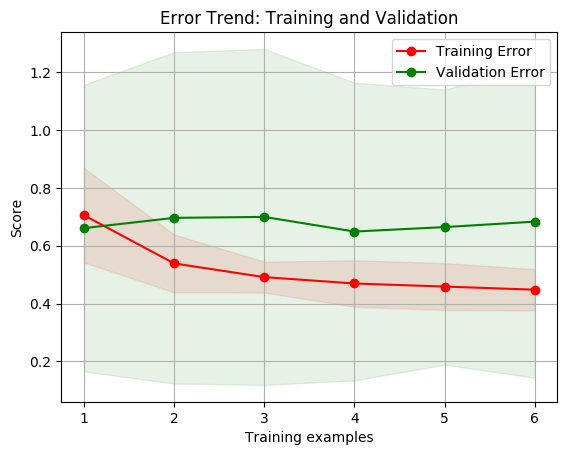 Error Trend: Training and Validation
Training Error
Validation Error
1.2
1.0
0.8
0.6
0.4
0.2
Score
1 2 3 4 5 6
Training examples